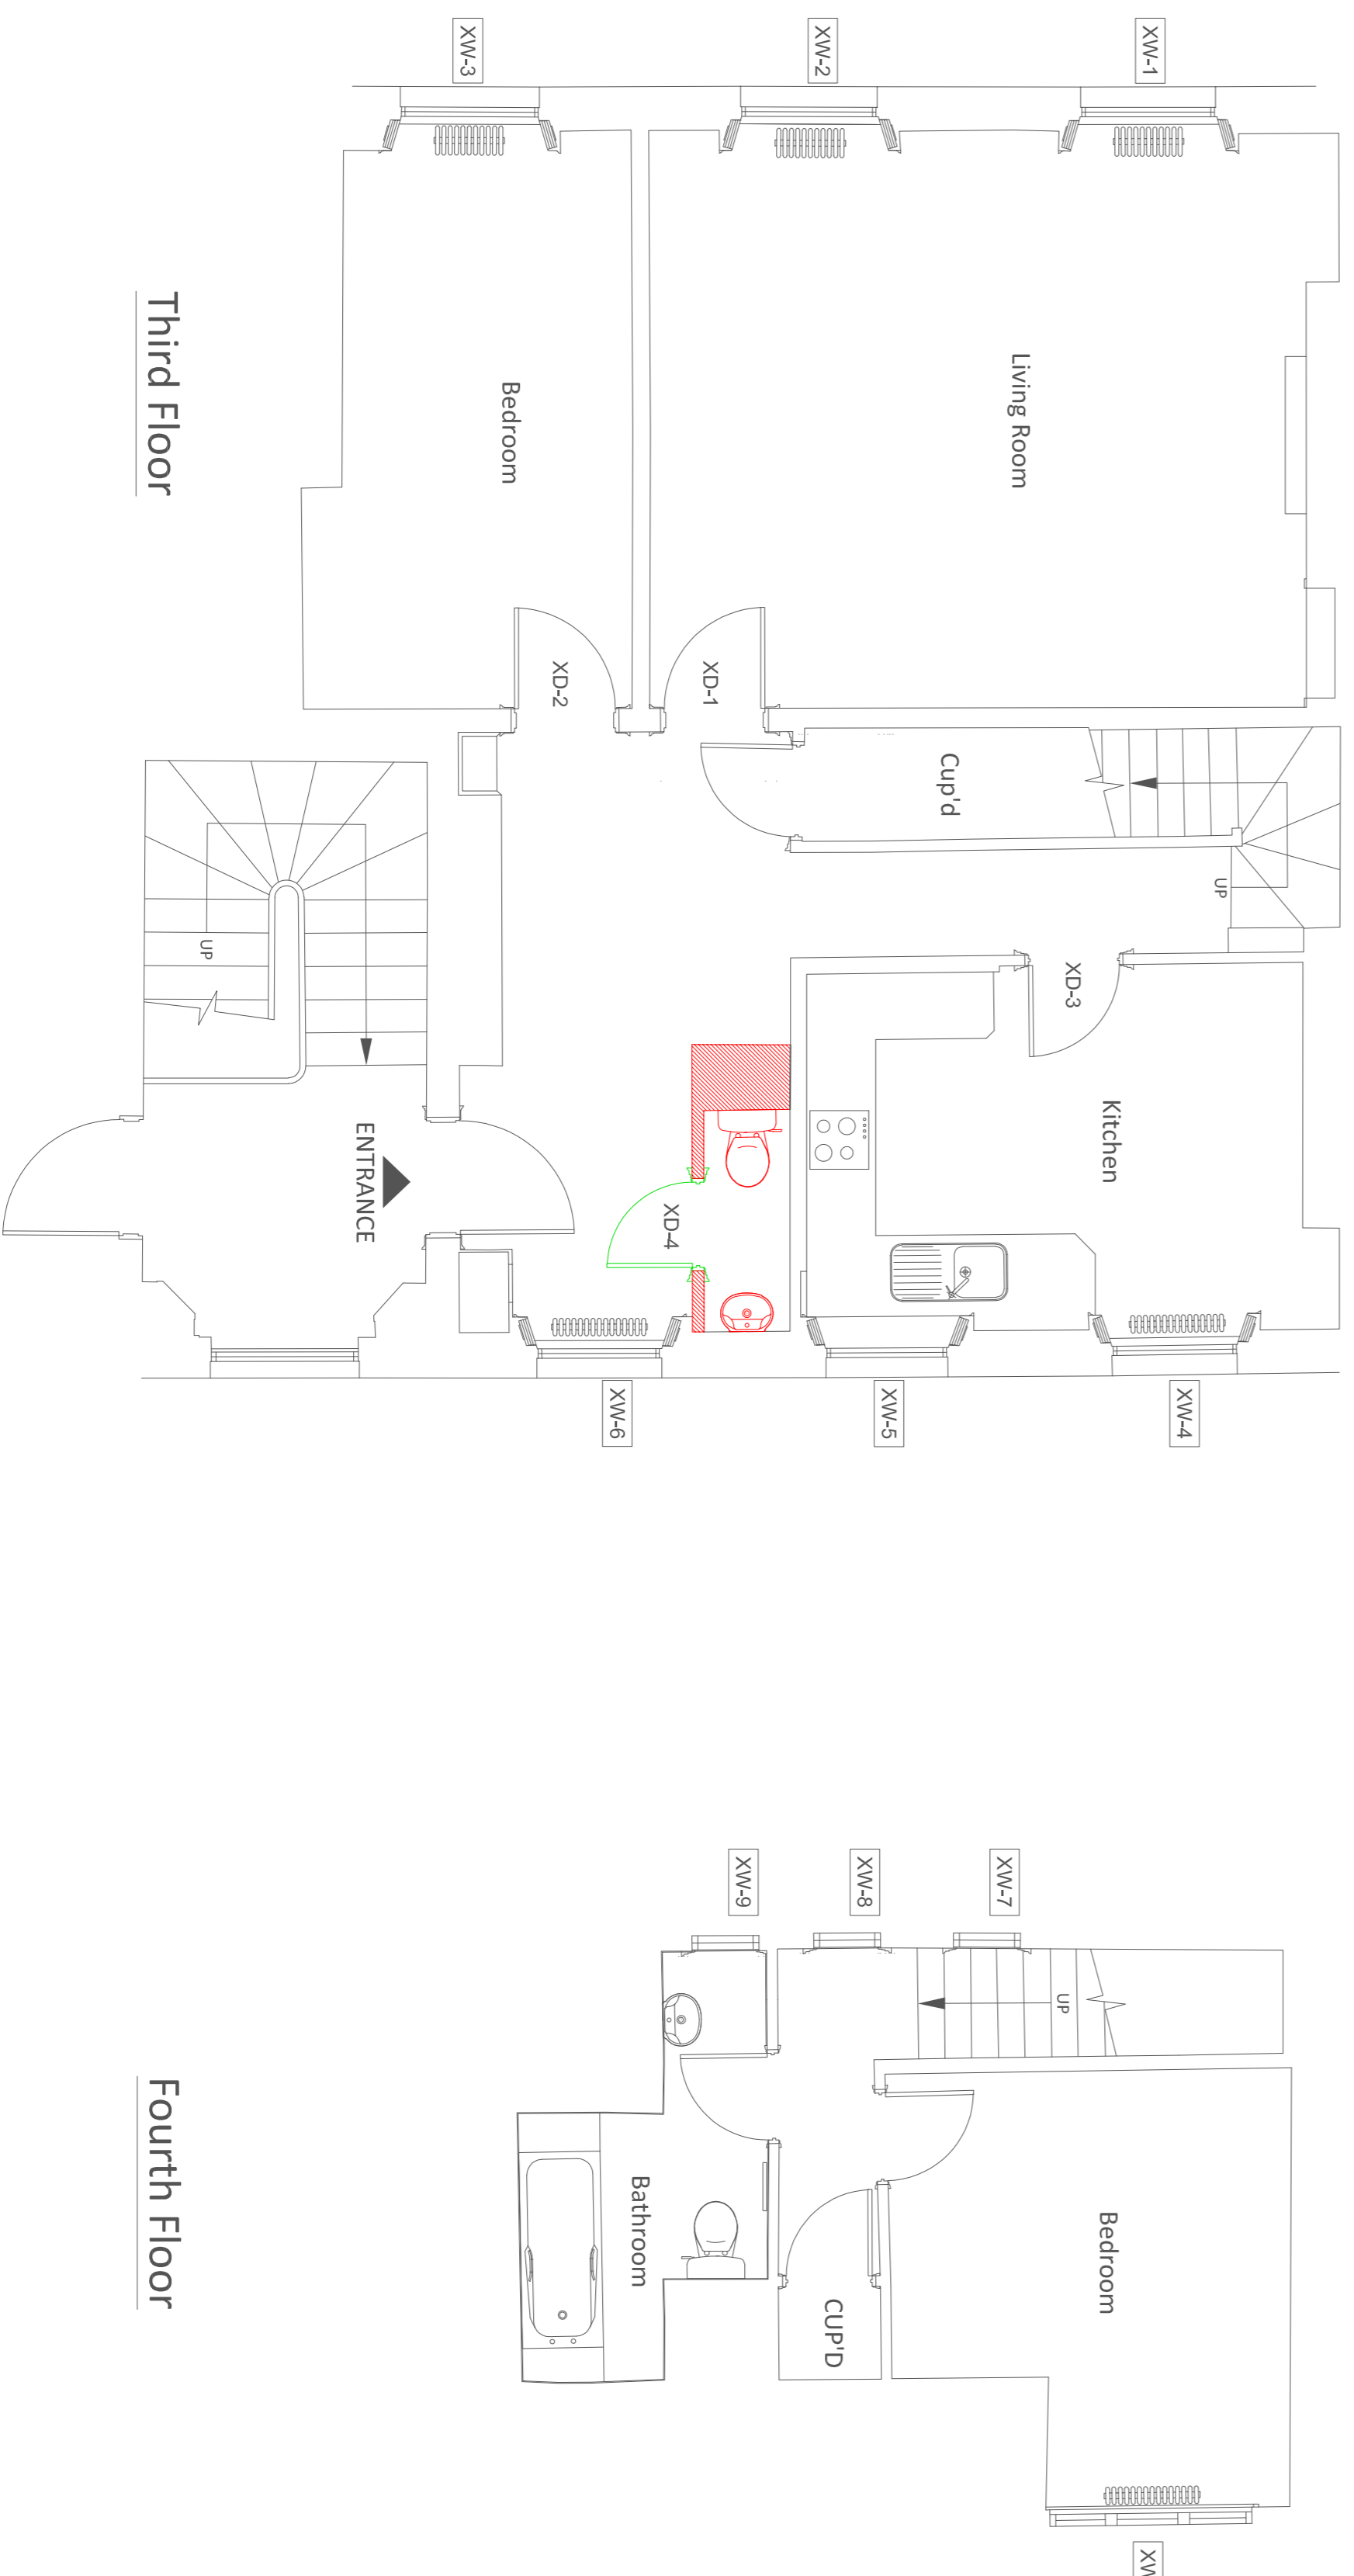 XW-1
XW-2
XW-3
Living Room
Bedroom
Third Floor
XD-1
XD-2
Cup'd
UP
UP
XD-3
Kitchen
ENTRANCE
XD-4
XW-4
XW-5
XW-6
XW-7
XW-8
XW-9
UP
Bedroom
Bathroom
CUP'D
Fourth Floor